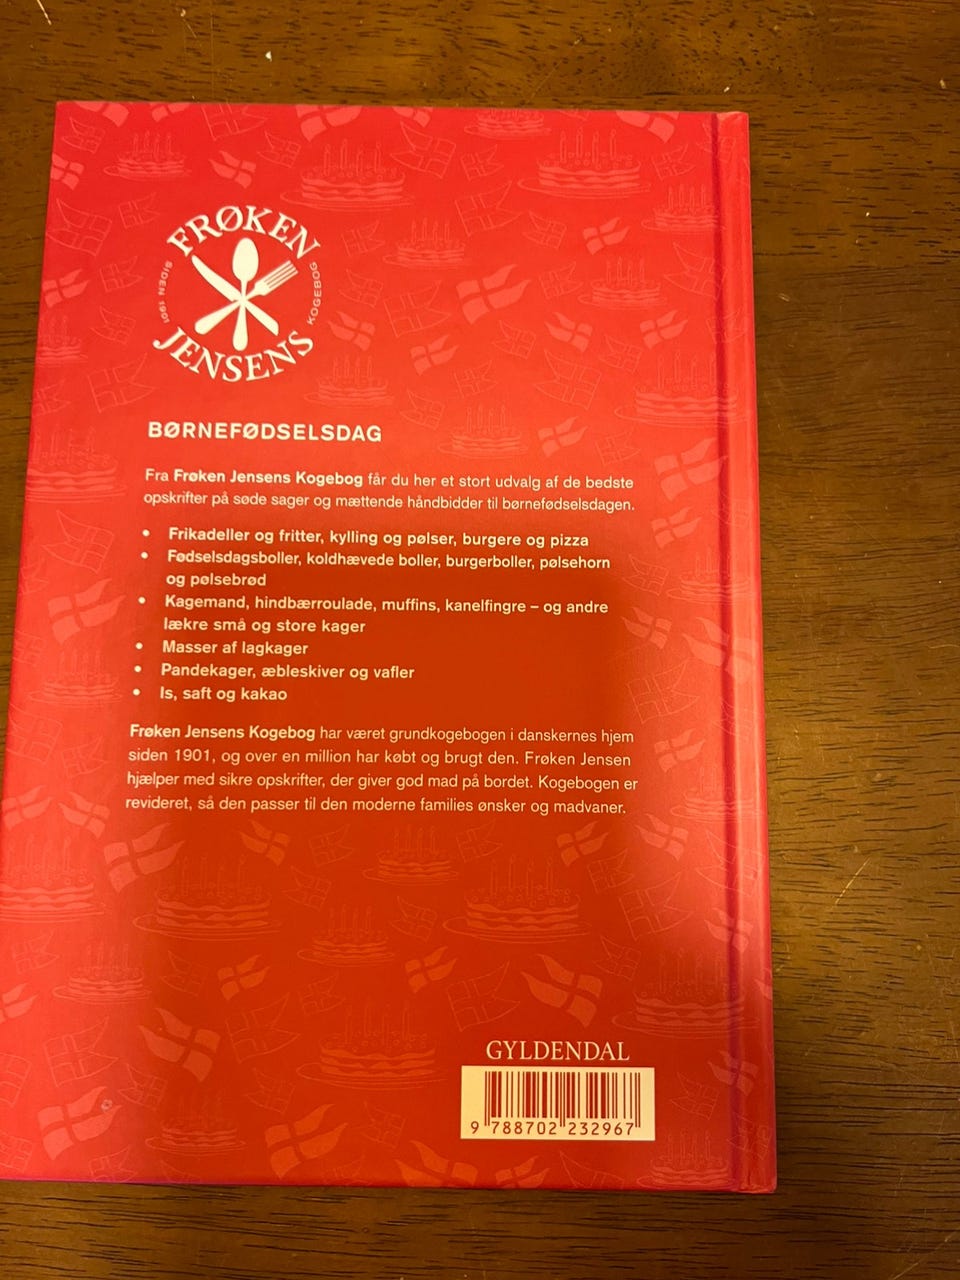 FRØKEN
SIDEN 1901
KOGEBOG
JENSENS
BØRNEFØDSELSDAG
Fra Frøken Jensens Kogebog får du her et stort udvalg af de bedste
opskrifter på søde sager og mættende håndbidder til børnefødselsdagen.
• Frikadeller og fritter, kylling og pølser, burgere og pizza
• Fødselsdagsboller, koldhævede boller, burgerboller, pølsehorn
og pølsebrød
• Kagemand, hindbærroulade, muffins, kanelfingre – og andre
lækre små og store kager
• Masser af lagkager
• Pandekager, æbleskiver og vafler
• Is, saft og kakao
Frøken Jensens Kogebog har været grundkogebogen i danskernes hjem
siden 1901, og over en million har købt og brugt den. Frøken Jensen
hjælper med sikre opskrifter, der giver god mad på bordet. Kogebogen er
revideret, så den passer til den moderne families ønsker og madvaner.
GYLDENDAL
9 788702 232967